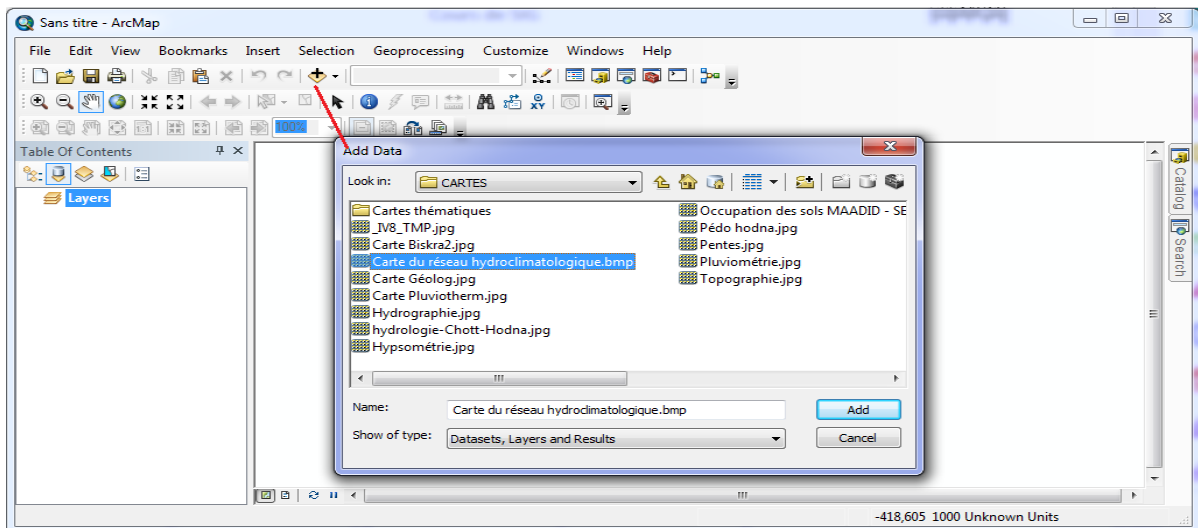 Sans titre - ArcMap
File Edit View Bookmarks Insert Selection Geoprocessing Customize Windows Help
100%
Table Of Contents
Layers
Add Data
Look in: CARTES
Cartes thématiques
_IV8_TMP.jpg
Carte Biskra2.jpg
Carte du réseau hydroclimatologique.bmp
Carte Géolog.jpg
Carte Pluviotherm.jpg
Hydrographie.jpg
hydrologie-Chott-Hodna.jpg
Hypsométrie.jpg
Occupation des sols MAADID - SE
Pédo hodna.jpg
Pentes.jpg
Pluviométrie.jpg
Topographie.jpg
Name: Carte du réseau hydroclimatologique.bmp Add
Show of type: Datasets, Layers and Results Cancel
Catalog
Search
-418,605 1000 Unknown Units